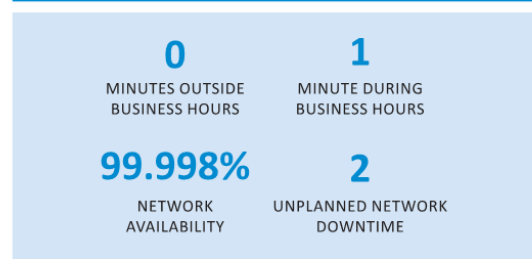 0
MINUTES OUTSIDE
BUSINESS HOURS
1
MINUTE DURING
BUSINESS HOURS
99.998%
NETWORK
AVAILABILITY
2
UNPLANNED NETWORK
DOWNTIME